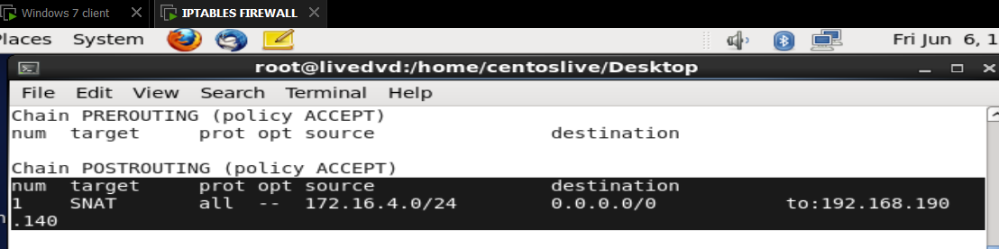 Windows 7 client
IPTABLES FIREWALL
Places System
Fri Jun 6, 1
root@livedvd:/home/centoslive/Desktop
File Edit View Search Terminal Help
Chain PREROUTING (policy ACCEPT)
num target prot opt source destination
Chain POSTROUTING (policy ACCEPT)
num target prot opt source destination
1 SNAT all -- 172.16.4.0/24 0.0.0.0/0 to:192.168.190
.140